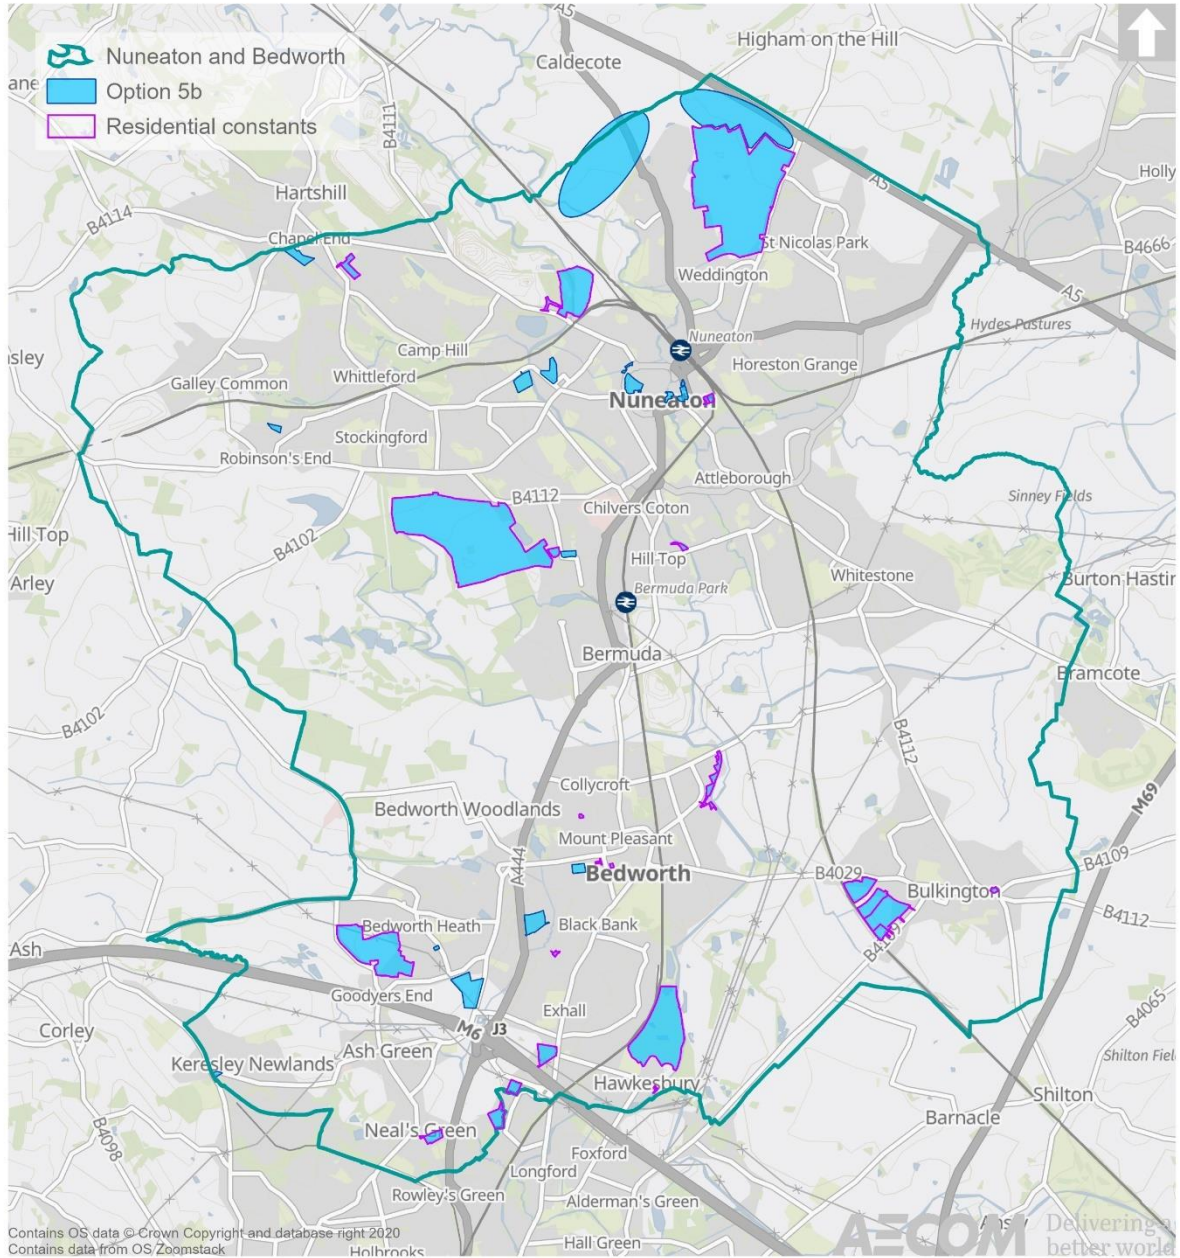 A5
Higham on the Hill
Caldecote
Nuneaton and Bedworth
Option 5b
Residential constants
B4111
Hartshill
A5
Holly
B4114
Chapel End
St Nicolas Park
B4666
Weddington
A5
Hydes Pastures
Nuneaton
Camp Hill
Horeston Grange
Galley Common
Whittleford
Nuneaton
Stockingford
Robinson's End
Attleborough
B4112
Sinney Fields
Chilvers Coton
Hill Top
B4102
Hill Top
Arley
Whitestone
Burton Hastin
Bermuda Park
Bermuda
Bramcote
B4102
B4112
Collycroft
M69
Bedworth Woodlands
Mount Pleasant
A444
B4109
Bedworth
B4029
Bulkington
B4112
Bedworth Heath
Black Bank
B4109
Ash
Goodyers End
Exhall
B4065
Corley
M6
J3
Keresley Newlands
Ash Green
Shilton Fiel
Hawkesbury
Shilton
Barnacle
B4098
Neal's Green
Foxford
Longford
Rowley's Green
Alderman's Green
Contains OS data © Crown Copyright and database right 2020
Contains data from OS Zoomstack
Holbrooks
Hall Green
AECOM
Delivering a
better world